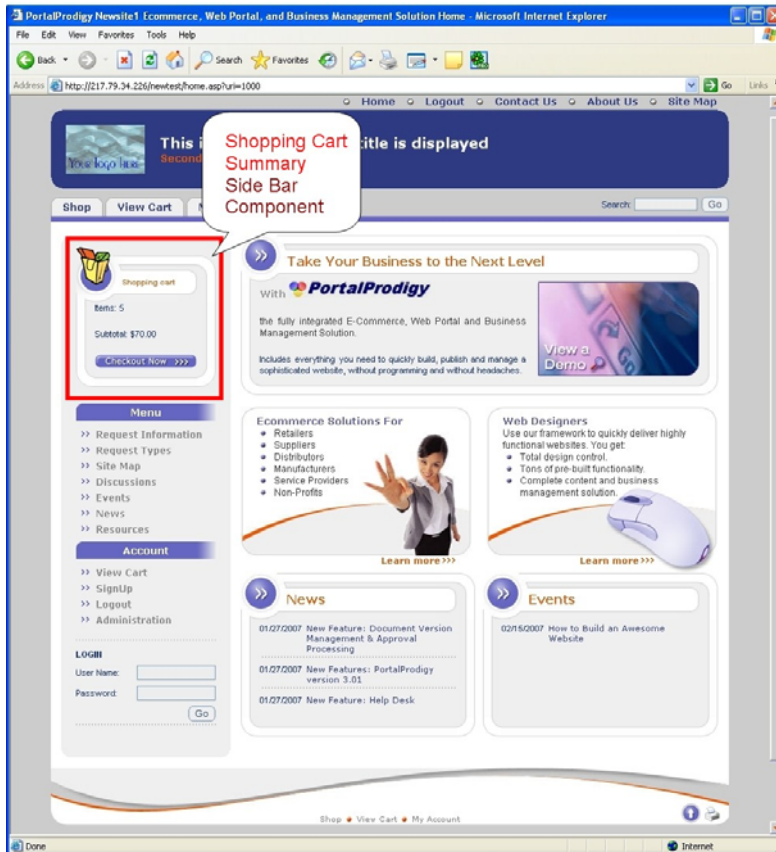 PortalProdigy Newsite1 Ecommerce, Web Portal, and Business Management Solution Home - Microsoft Internet Explorer
File Edit View Favorites Tools Help
Back Search Favorites
Address http://217.79.34.226/newtest/home.asp?uri=1000 Go Links
Home Logout Contact Us About Us Site Map
Your logo here
This i title is displayed
Second
Shopping Cart
Summary
Side Bar
Component
Shop View Cart Search: Go
Shopping cart
Items: 5
Subtotal: $70.00
Checkout Now >>>
Take Your Business to the Next Level
With PortalProdigy
the fully integrated E-Commerce, Web Portal and Business
Management Solution.
Includes everything you need to quickly build, publish and manage a
sophisticated website, without programming and without headaches.
View a
Demo
Go
Menu
>> Request Information
>> Request Types
>> Site Map
>> Discussions
>> Events
>> News
>> Resources
Account
>> View Cart
>> SignUp
>> Logout
>> Administration
LOGIN
User Name:
Password:
Go
Ecommerce Solutions For
Retailers
Suppliers
Distributors
Manufacturers
Service Providers
Non-Profits
Learn more>>>
Web Designers
Use our framework to quickly deliver highly
functional websites. You get:
Total design control.
Tons of pre-built functionality.
Complete content and business
management solution.
Learn more>>>
News
01/27/2007 New Feature: Document Version
Management & Approval
Processing
01/27/2007 New Features: PortalProdigy
version 3.01
01/27/2007 New Feature: Help Desk
Events
02/15/2007 How to Build an Awesome
Website
Shop View Cart My Account
Done Internet